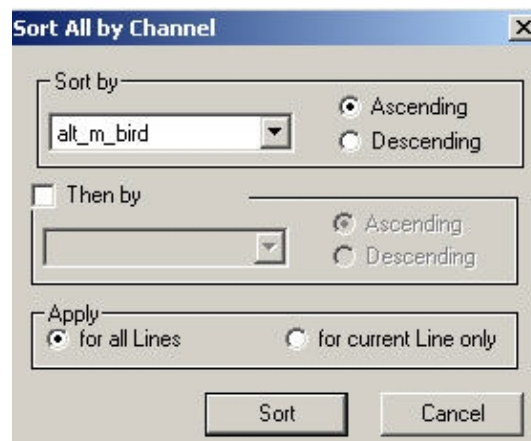 Sort All by Channel
Sort by
alt_m_bird
Ascending
Descending
Then by
Ascending
Descending
Apply
for all Lines
for current Line only
Sort
Cancel